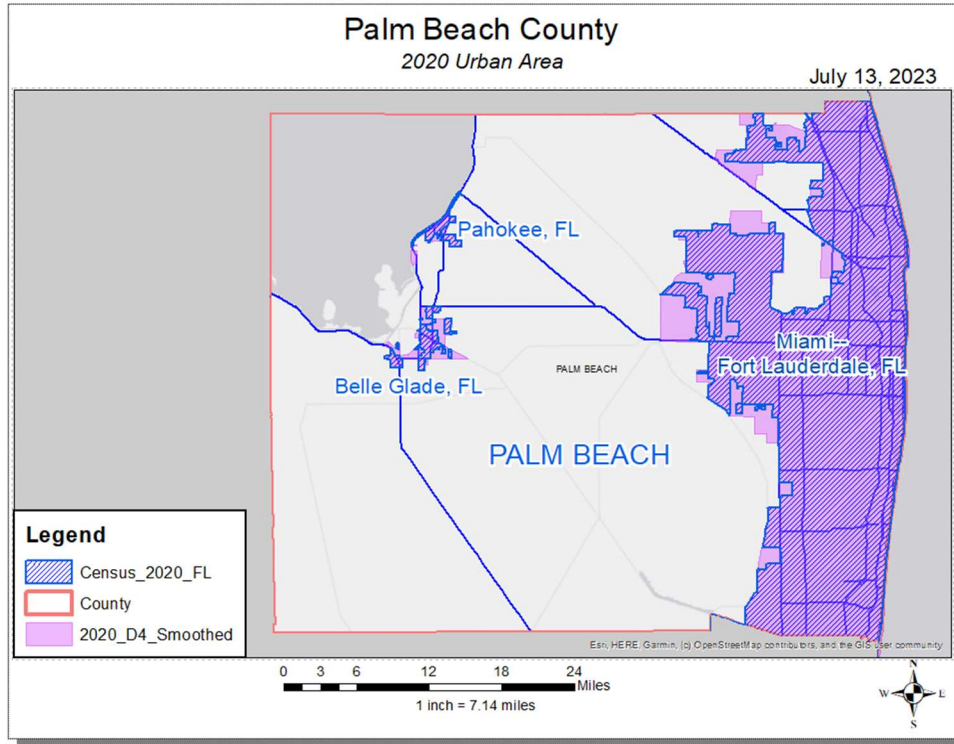 Palm Beach County
2020 Urban Area
July 13, 2023
Pahokee, FL
Miami--
Fort Lauderdale, FL
PALM BEACH
Belle Glade, FL
PALM BEACH
Legend
Census_2020_FL
County
2020_D4_Smoothed
Esri, HERE, Garmin, (c) OpenStreetMap contributors, and the GIS user community
0 3 6 12 18 24
Miles
1 inch = 7.14 miles
N
W E
S